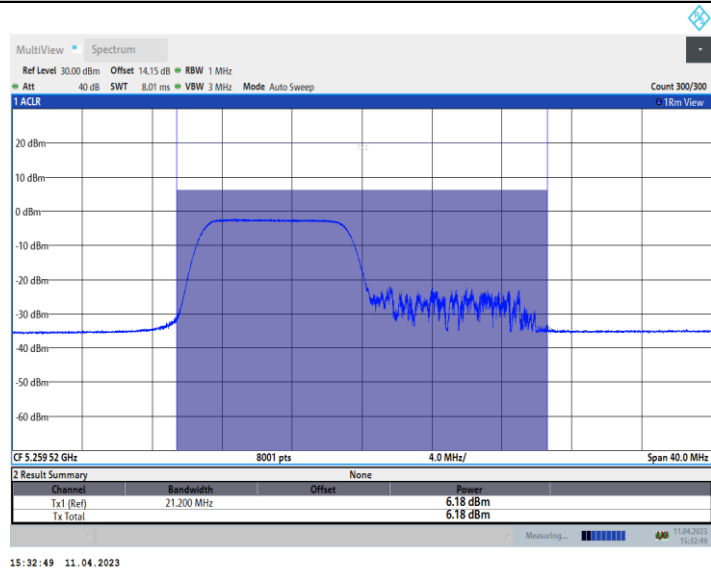 MultiView Spectrum
Ref Level 30.00 dBm Offset 14.15 dB RBW 1 MHz
Att 40 dB SWT 8.01 ms VBW 3 MHz Mode Auto Sweep Count 300/300
1 ACLR 1Rm View
20 dBm
10 dBm
0 dBm
-10 dBm
-20 dBm
-30 dBm
-40 dBm
-50 dBm
-60 dBm
CF 5.259 52 GHz 8001 pts 4.0 MHz/ Span 40.0 MHz
2 Result Summary None
Channel Bandwidth Offset Power
Tx1 (Ref) 21.200 MHz 6.18 dBm
Tx Total 6.18 dBm
Measuring... 11.04.2023
15:32:49
15:32:49 11.04.2023